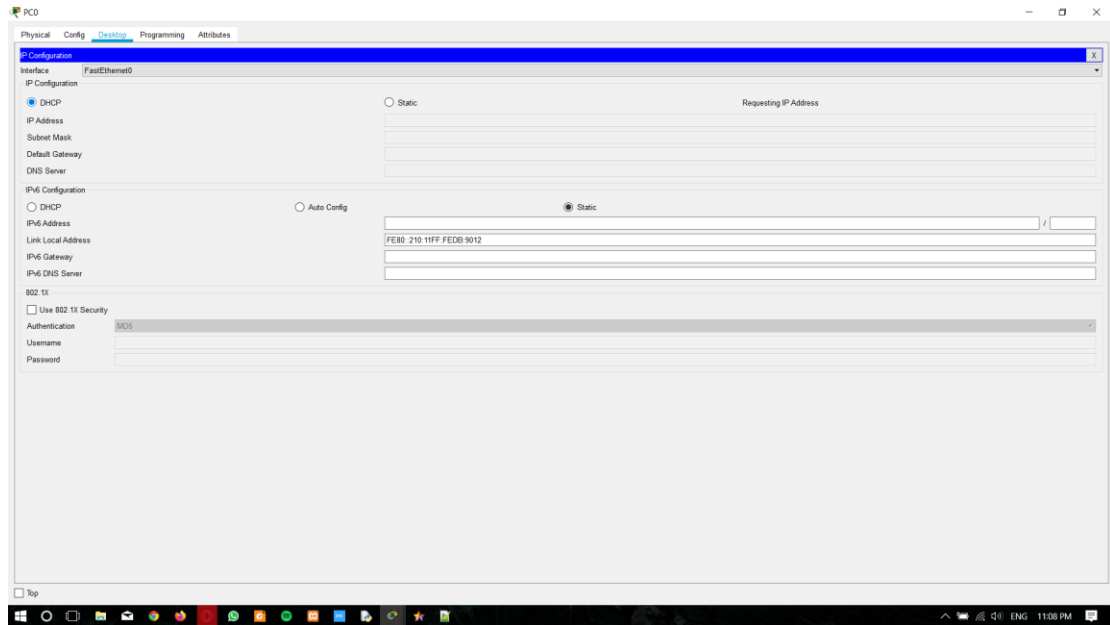 PC0
Physical Config Desktop Programming Attributes
IP Configuration X
Interface FastEthernet0
IP Configuration
DHCP Static Requesting IP Address
IP Address
Subnet Mask
Default Gateway
DNS Server
IPv6 Configuration
DHCP Auto Config Static
IPv6 Address /
Link Local Address FE80::210:11FF:FEDB:9012
IPv6 Gateway
IPv6 DNS Server
802.1X
Use 802.1X Security
Authentication MD5
Username
Password
Top
ENG 11:08 PM